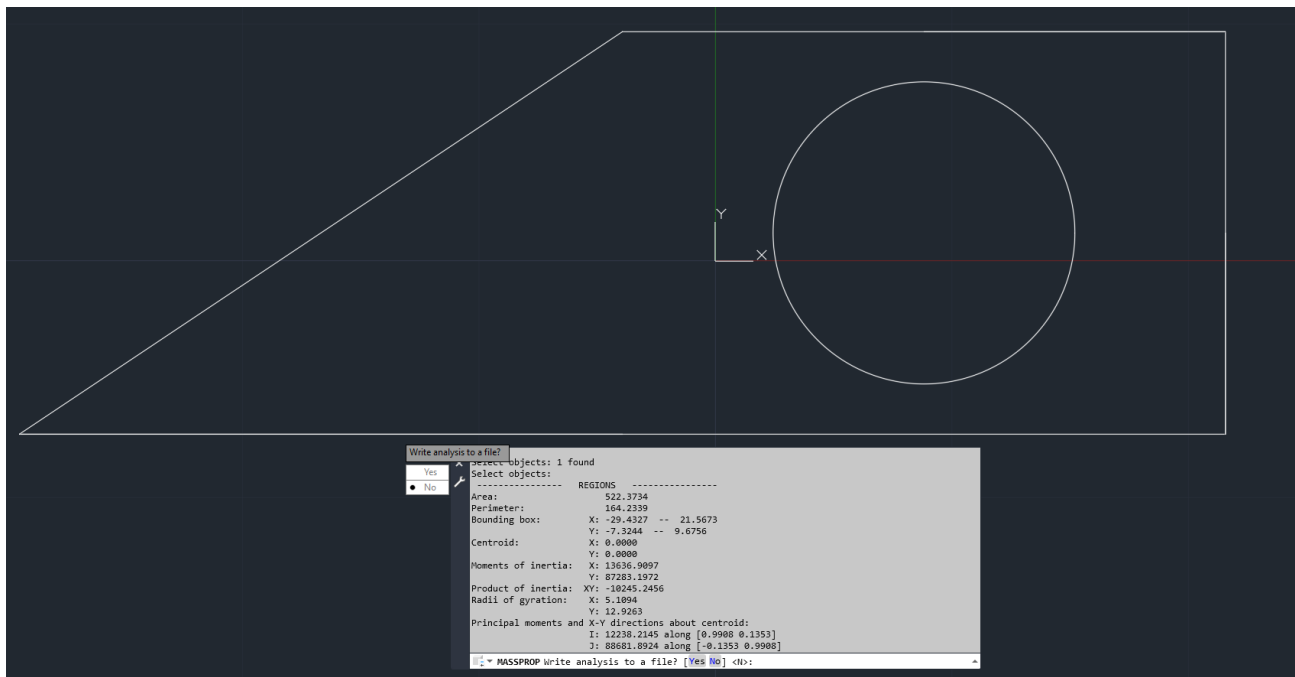 Y
X
Write analysis to a file?
Yes
No
Select objects: 1 found
Select objects:
---------------- REGIONS ----------------
Area: 522.3734
Perimeter: 164.2339
Bounding box: X: -29.4327 -- 21.5673
Y: -7.3244 -- 9.6756
Centroid: X: 0.0000
Y: 0.0000
Moments of inertia: X: 13636.9097
Y: 87283.1972
Product of inertia: XY: -10245.2456
Radii of gyration: X: 5.1094
Y: 12.9263
Principal moments and X-Y directions about centroid:
I: 12238.2145 along [0.9908 0.1353]
J: 88681.8924 along [-0.1353 0.9908]
MASSPROP Write analysis to a file? [Yes No] <N>: